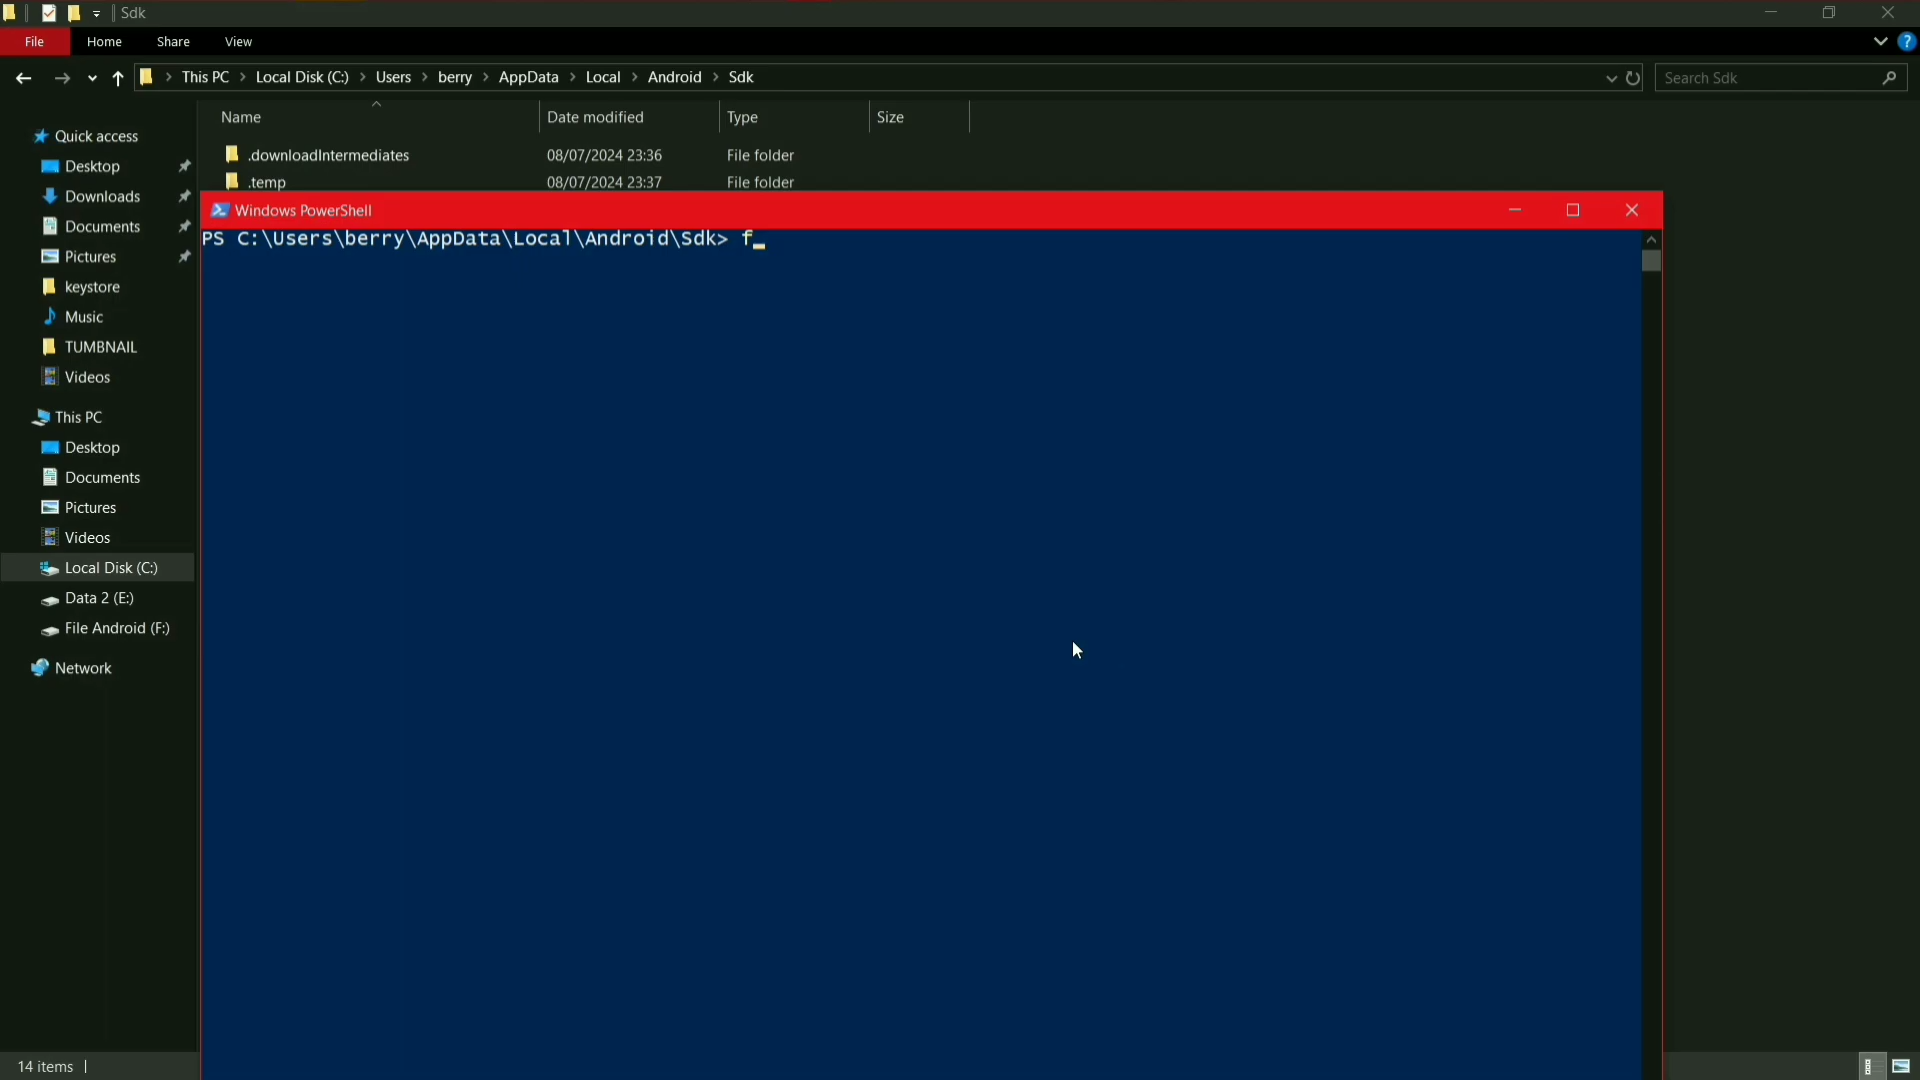 Sdk
File Home Share View
This PC > Local Disk (C:) > Users > berry > AppData > Local > Android > Sdk
Search Sdk
Name Date modified Type Size
.downloadIntermediates 08/07/2024 23:36 File folder
.temp 08/07/2024 23:37 File folder
Quick access
Desktop
Downloads
Documents
Pictures
keystore
Music
TUMBNAIL
Videos
This PC
Desktop
Documents
Pictures
Videos
Local Disk (C:)
Data 2 (E:)
File Android (F:)
Network
14 items
Windows PowerShell
PS C:\Users\berry\AppData\Local\Android\Sdk> f_